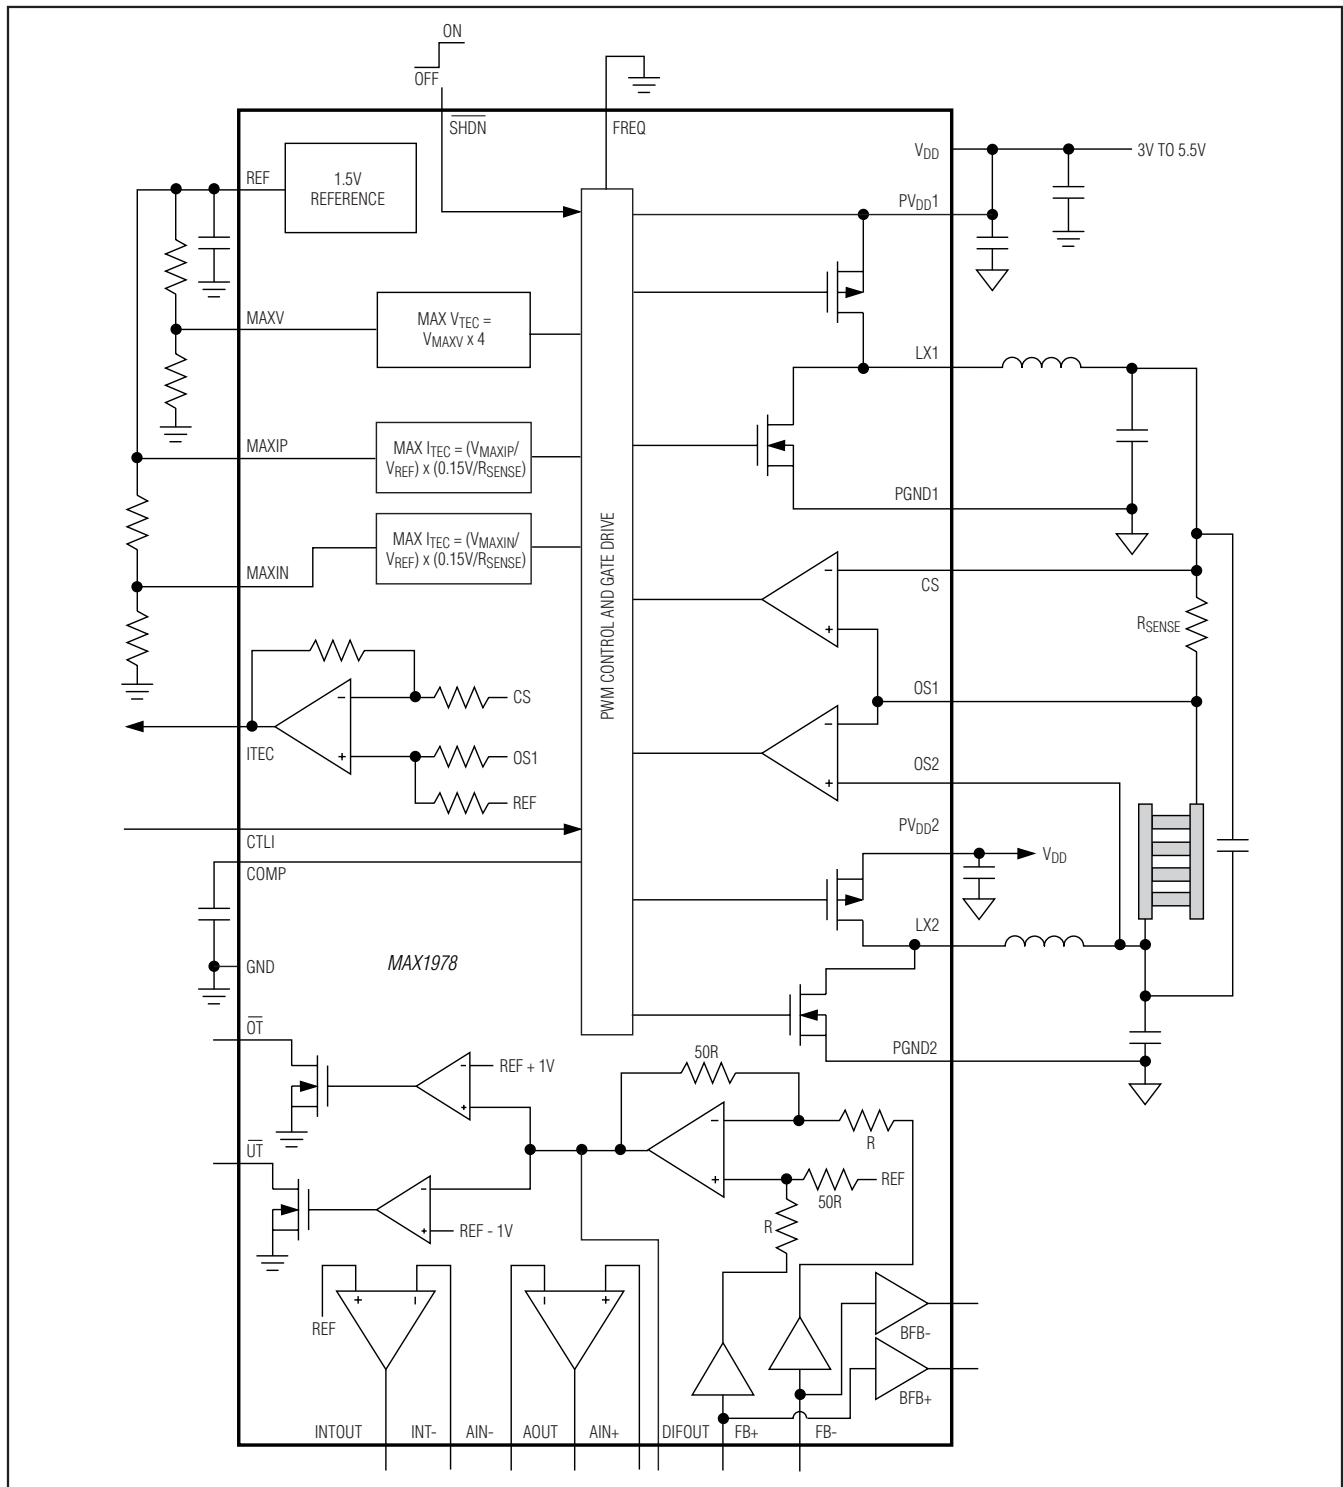 ON
OFF
SHDN
FREQ
VDD
3V TO 5.5V
REF
1.5V
REFERENCE
PVDD1
MAXV
MAX VTEC =
VMAXV x 4
LX1
MAXIP
MAX ITEC = (VMAXIP/
VREF) x (0.15V/RSENSE)
PGND1
MAXIN
MAX ITEC = (VMAXIN/
VREF) x (0.15V/RSENSE)
PWM CONTROL AND GATE DRIVE
-
CS
+
RSENSE
- CS
OS1
ITEC
+ OS1
-
OS2
+
REF
CTLI
PVDD2
VDD
COMP
LX2
GND
MAX1978
OT
PGND2
50R
- REF + 1V
+
-
R
UT
+
REF
50R
-
+ REF - 1V
R
+ -
REF
- +
BFB-
BFB+
INTOUT INT- AIN- AOUT AIN+ DIFOUT FB+ FB-